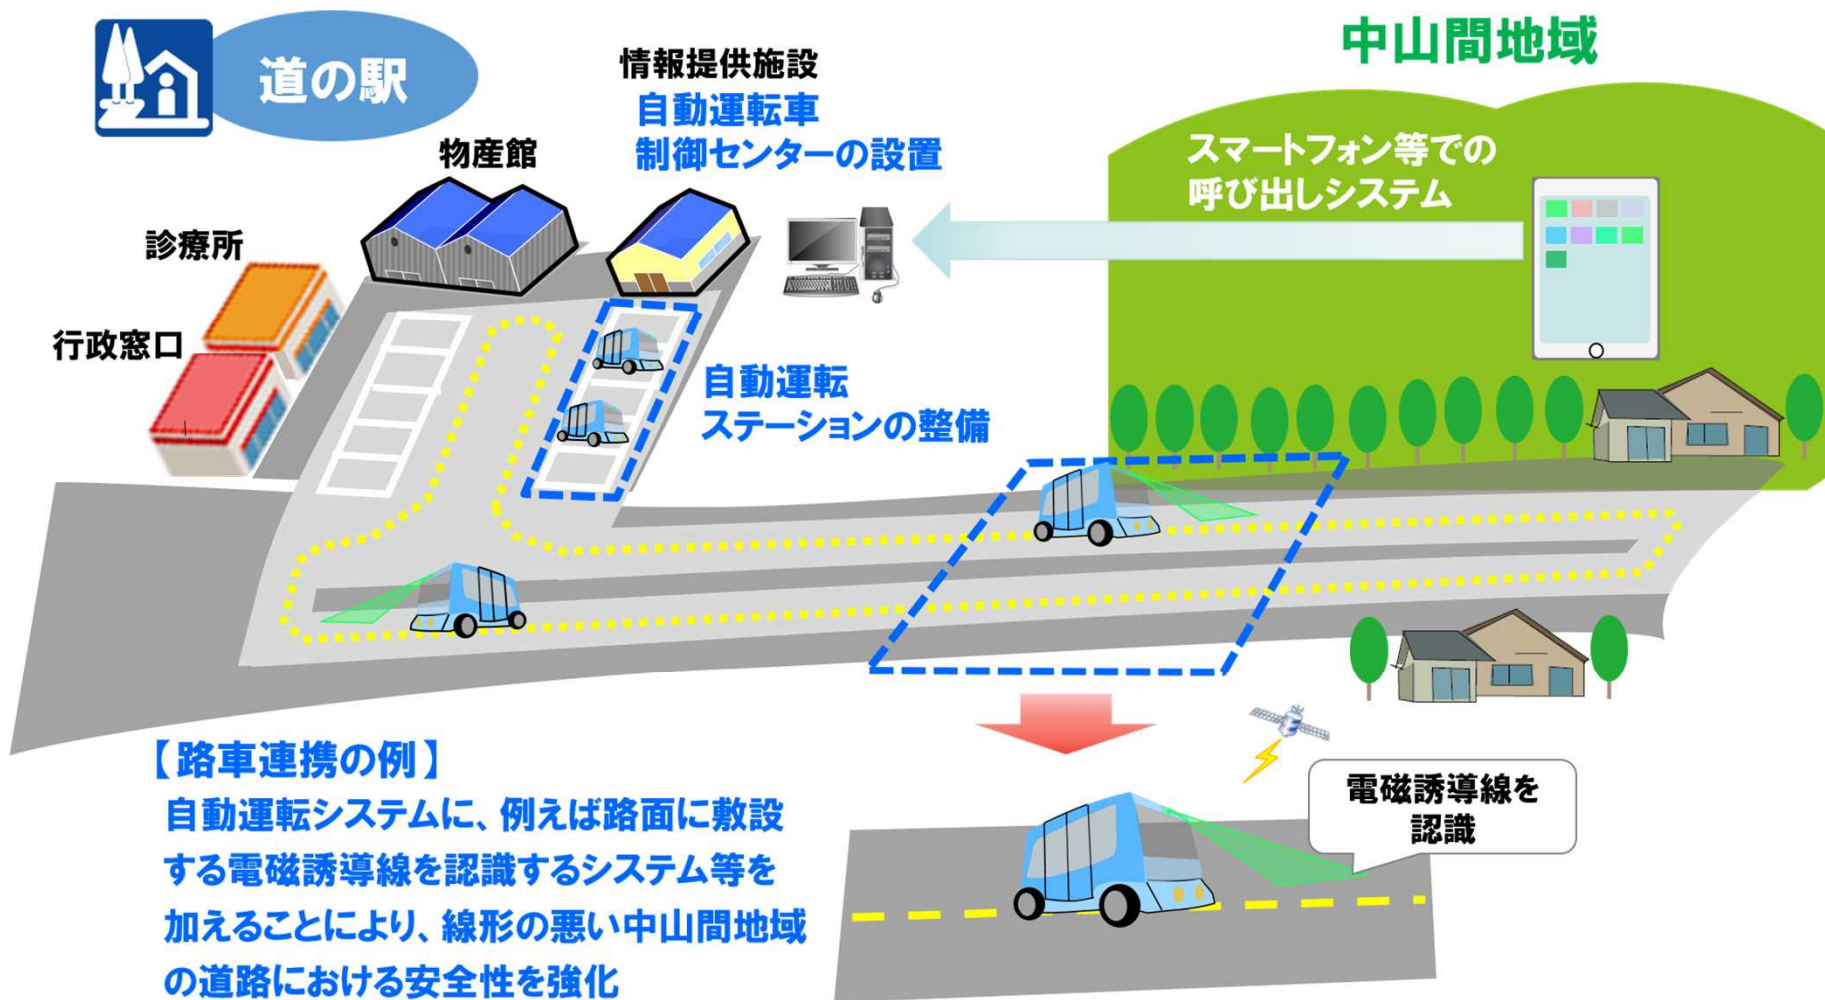 道の駅
情報提供施設
自動運転車
制御センターの設置
中山間地域
物産館
スマートフォン等での
呼び出しシステム
診療所
行政窓口
自動運転
ステーションの整備
【路車連携の例】
自動運転システムに、例えば路面に敷設
する電磁誘導線を認識するシステム等を
加えることにより、線形の悪い中山間地域
の道路における安全性を強化
電磁誘導線を
認識